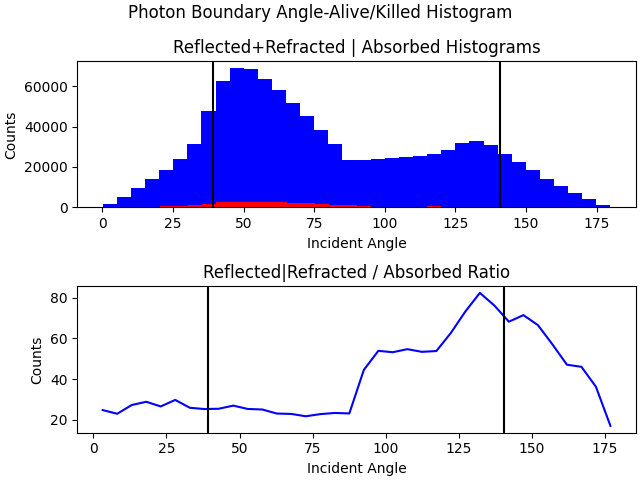 Photon Boundary Angle-Alive/Killed Histogram
Reflected+Refracted | Absorbed Histograms
Counts
60000
40000
20000
0
0 25 50 75 100 125 150 175
Incident Angle
Reflected|Refracted / Absorbed Ratio
Counts
80
60
40
20
0 25 50 75 100 125 150 175
Incident Angle